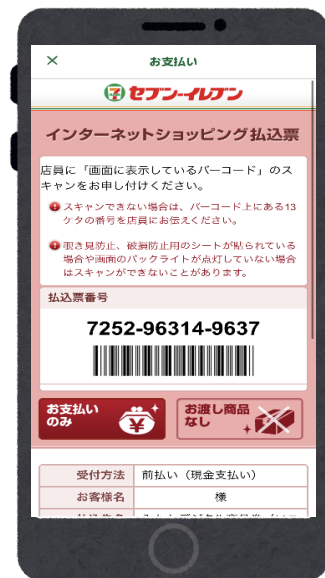 ×
お支払い
セブン-イレブン
インターネットショッピング払込票
店員に「画面に表示しているバーコード」のス
キャンをお申し付けください。
スキャンできない場合は、バーコード上にある13
ケタの番号を店員にお伝えください。
覗き見防止、破損防止用のシートが貼られている
場合や画面のバックライトが点灯していない場合
はスキャンができないことがあります。
払込票番号
7252-96314-9637
お支払い
のみ
お渡し商品
なし
受付方法 前払い（現金支払い）
お客様名 様